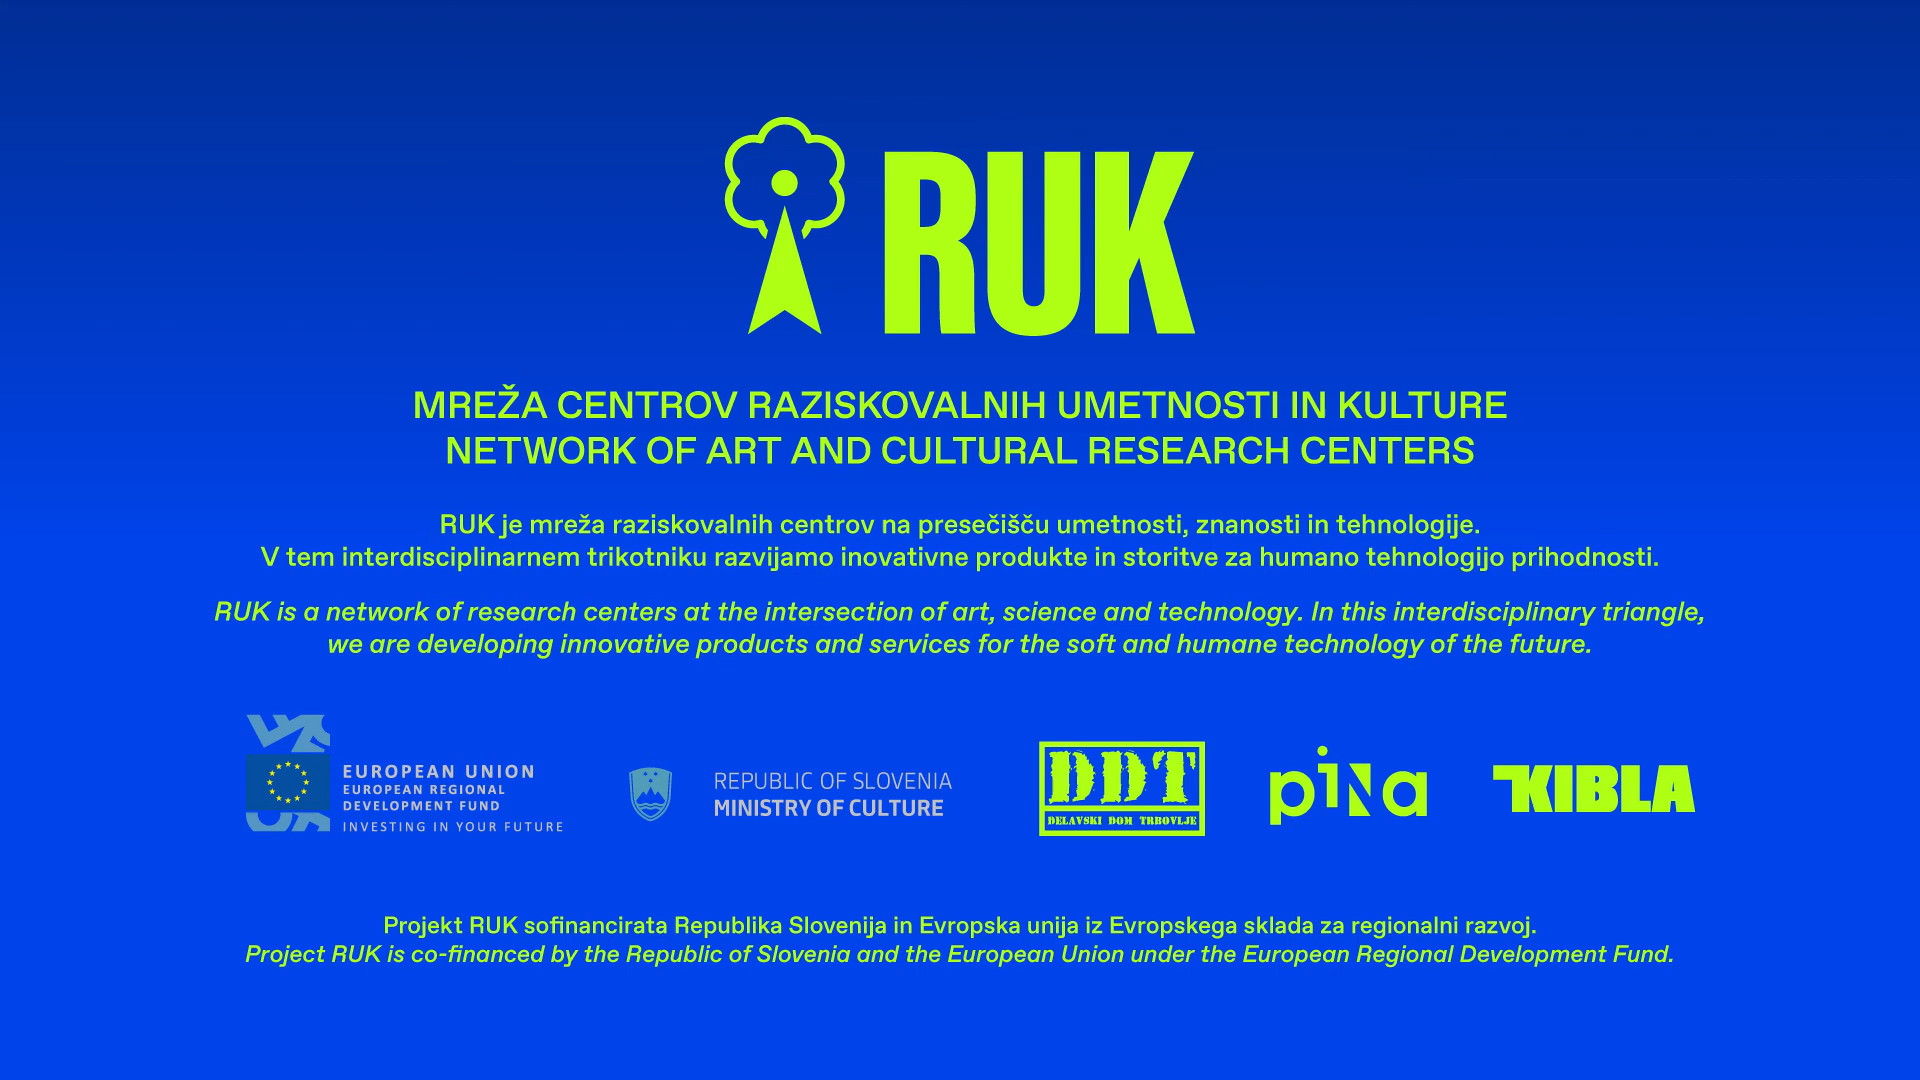 RUK
MREŽA CENTROV RAZISKOVALNIH UMETNOSTI IN KULTURE
NETWORK OF ART AND CULTURAL RESEARCH CENTERS
RUK je mreža raziskovalnih centrov na presečišču umetnosti, znanosti in tehnologije.
V tem interdisciplinarnem trikotniku razvijamo inovativne produkte in storitve za humano tehnologijo prihodnosti.
RUK is a network of research centers at the intersection of art, science and technology. In this interdisciplinary triangle,
we are developing innovative products and services for the soft and humane technology of the future.
EUROPEAN UNION
EUROPEAN REGIONAL
DEVELOPMENT FUND
INVESTING IN YOUR FUTURE
REPUBLIC OF SLOVENIA
MINISTRY OF CULTURE
DDT
DELAVSKI DOM TRBOVLJE
piNa
KIBLA
Projekt RUK sofinancirata Republika Slovenija in Evropska unija iz Evropskega sklada za regionalni razvoj.
Project RUK is co-financed by the Republic of Slovenia and the European Union under the European Regional Development Fund.